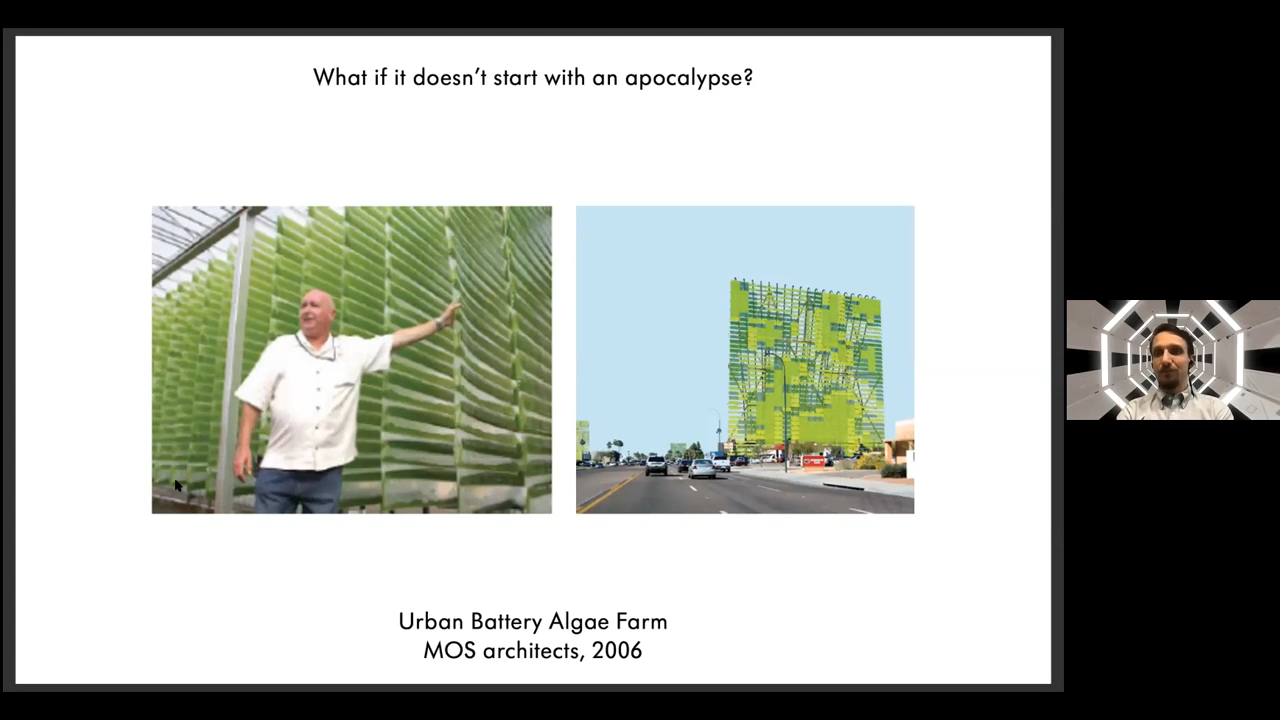 What if it doesn't start with an apocalypse?
Urban Battery Algae Farm
MOS architects, 2006